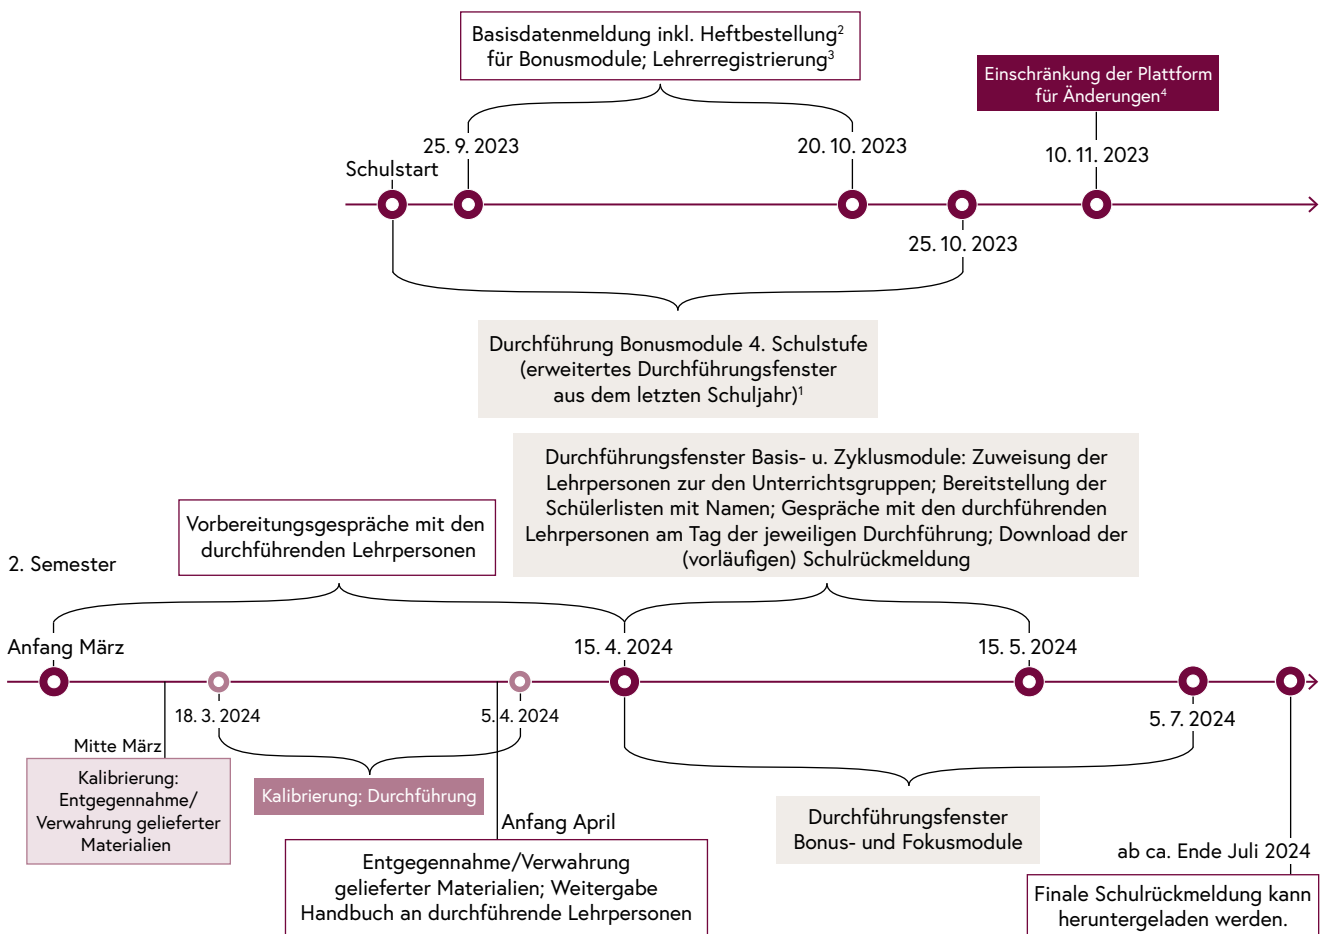 Basisdatenmeldung inkl. Heftbestellung²
für Bonusmodule; Lehrerregistrierung³
Einschränkung der Plattform
für Änderungen⁴
25. 9. 2023
20. 10. 2023
10. 11. 2023
Schulstart
25. 10. 2023
Durchführung Bonusmodule 4. Schulstufe
(erweitertes Durchführungsfenster
aus dem letzten Schuljahr)¹
Durchführungsfenster Basis- u. Zyklusmodule: Zuweisung der
Lehrpersonen zur den Unterrichtsgruppen; Bereitstellung der
Schülerlisten mit Namen; Gespräche mit den durchführenden
Lehrpersonen am Tag der jeweiligen Durchführung; Download der
(vorläufigen) Schulrückmeldung
Vorbereitungsgespräche mit den
durchführenden Lehrpersonen
2. Semester
Anfang März
15. 4. 2024
15. 5. 2024
18. 3. 2024
5. 4. 2024
5. 7. 2024
Mitte März
Kalibrierung:
Entgegennahme/
Verwahrung gelieferter
Materialien
Kalibrierung: Durchführung
Anfang April
Entgegennahme/Verwahrung
gelieferter Materialien; Weitergabe
Handbuch an durchführende Lehrpersonen
Durchführungsfenster
Bonus- und Fokusmodule
ab ca. Ende Juli 2024
Finale Schulrückmeldung kann
heruntergeladen werden.